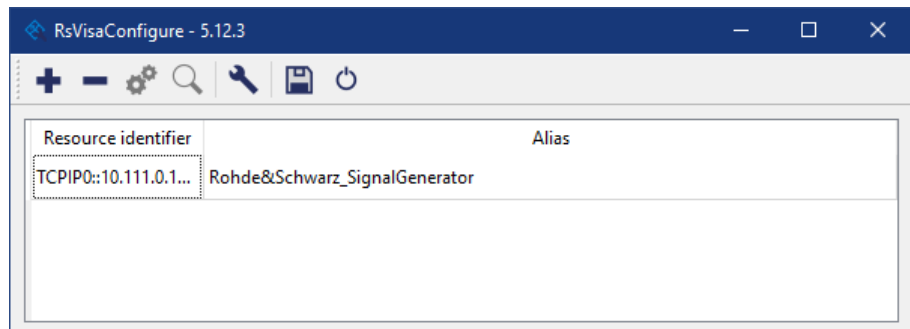 RsVisaConfigure - 5.12.3
Resource identifier Alias
TCPIP0::10.111.0.1... Rohde&Schwarz_SignalGenerator